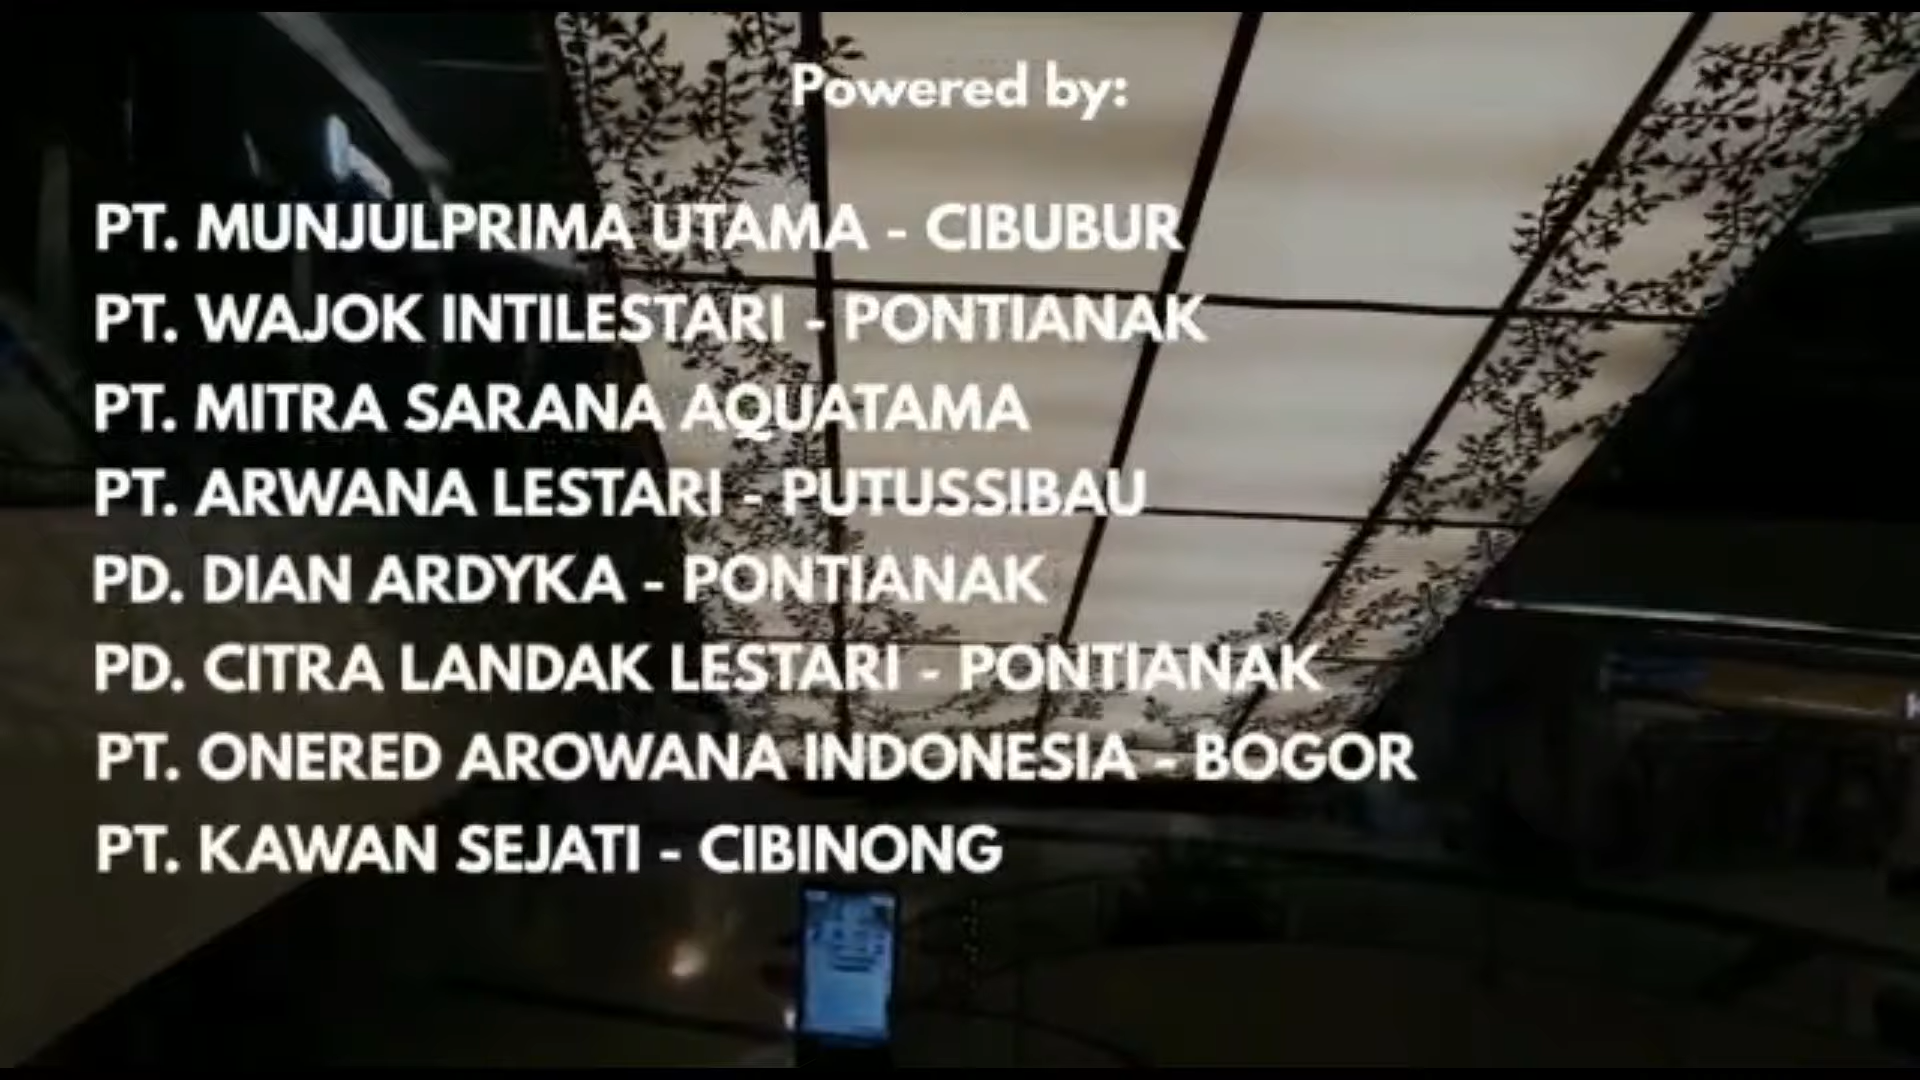 Powered by:
PT. MUNJULPRIMA UTAMA - CIBUBUR
PT. WAJOK INTILESTARI - PONTIANAK
PT. MITRA SARANA AQUATAMA
PT. ARWANA LESTARI - PUTUSSIBAU
PD. DIAN ARDYKA - PONTIANAK
PD. CITRA LANDAK LESTARI - PONTIANAK
PT. ONERED AROWANA INDONESIA - BOGOR
PT. KAWAN SEJATI - CIBINONG